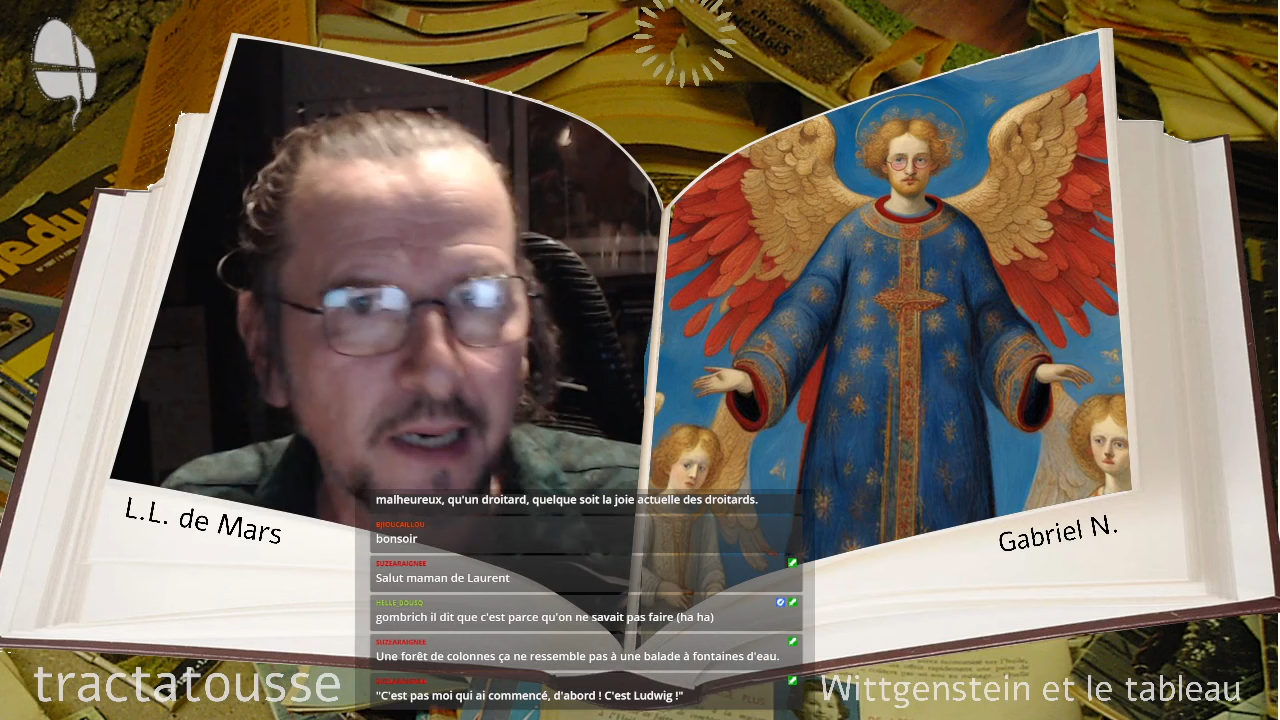 L.L. de Mars
Gabriel N.
malheureux, qu'un droitard, quelque soit la joie actuelle des droitards.
BJIOUCAILLOU
bonsoir
SUZEARAIGNEE
Salut maman de Laurent
HELLE-BOUSQ
gombrich il dit que c'est parce qu'on ne savait pas faire (ha ha)
SUZEARAIGNEE
Une forêt de colonnes ça ne ressemble pas à une balade à fontaines d'eau.
SUZEARAIGNEE
"C'est pas moi qui ai commencé, d'abord ! C'est Ludwig !"
tractatousse
Wittgenstein et le tableau